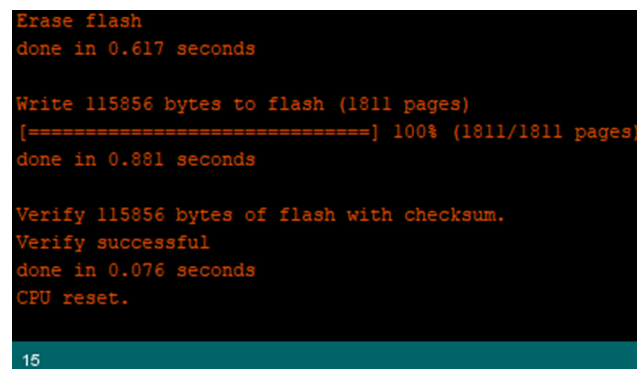 Erase flash
done in 0.617 seconds
Write 115856 bytes to flash (1811 pages)
[==============================] 100% (1811/1811 pages)
done in 0.881 seconds
Verify 115856 bytes of flash with checksum.
Verify successful
done in 0.076 seconds
CPU reset.
15